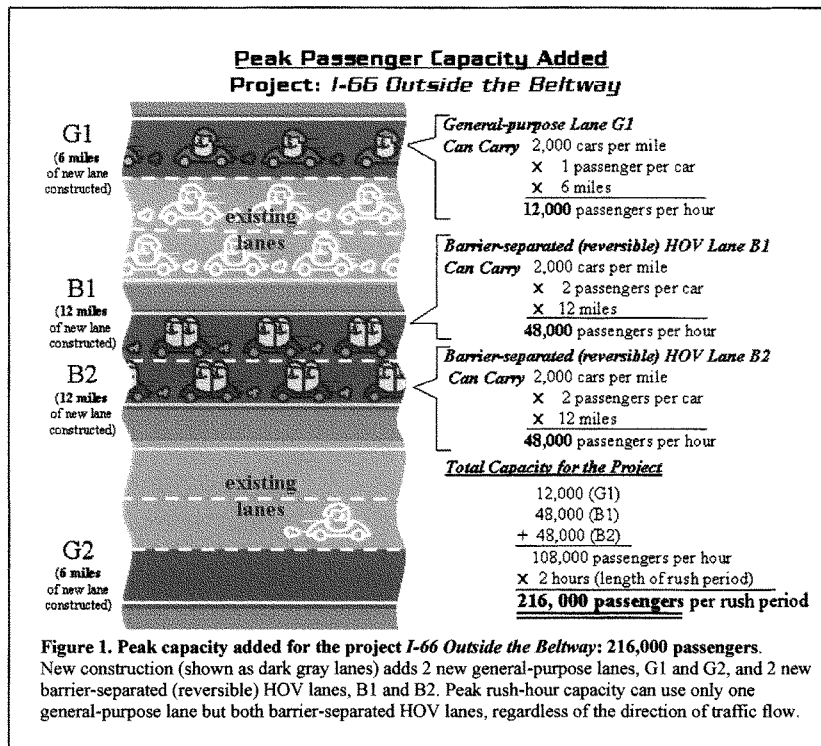 Peak Passenger Capacity Added
Project: I-66 Outside the Beltway
G1
(6 miles
of new lane
constructed)
existing
lanes
B1
(12 miles
of new lane
constructed)
B2
(12 miles
of new lane
constructed)
existing
lanes
G2
(6 miles
of new lane
constructed)
General-purpose Lane G1
Can Carry 2,000 cars per mile
x 1 passenger per car
x 6 miles
12,000 passengers per hour
Barrier-separated (reversible) HOV Lane B1
Can Carry 2,000 cars per mile
x 2 passengers per car
x 12 miles
48,000 passengers per hour
Barrier-separated (reversible) HOV Lane B2
Can Carry 2,000 cars per mile
x 2 passengers per car
x 12 miles
48,000 passengers per hour
Total Capacity for the Project
12,000 (G1)
48,000 (B1)
+ 48,000 (B2)
108,000 passengers per hour
x 2 hours (length of rush period)
216, 000 passengers per rush period
Figure 1. Peak capacity added for the project I-66 Outside the Beltway: 216,000 passengers.
New construction (shown as dark gray lanes) adds 2 new general-purpose lanes, G1 and G2, and 2 new
barrier-separated (reversible) HOV lanes, B1 and B2. Peak rush-hour capacity can use only one
general-purpose lane but both barrier-separated HOV lanes, regardless of the direction of traffic flow.